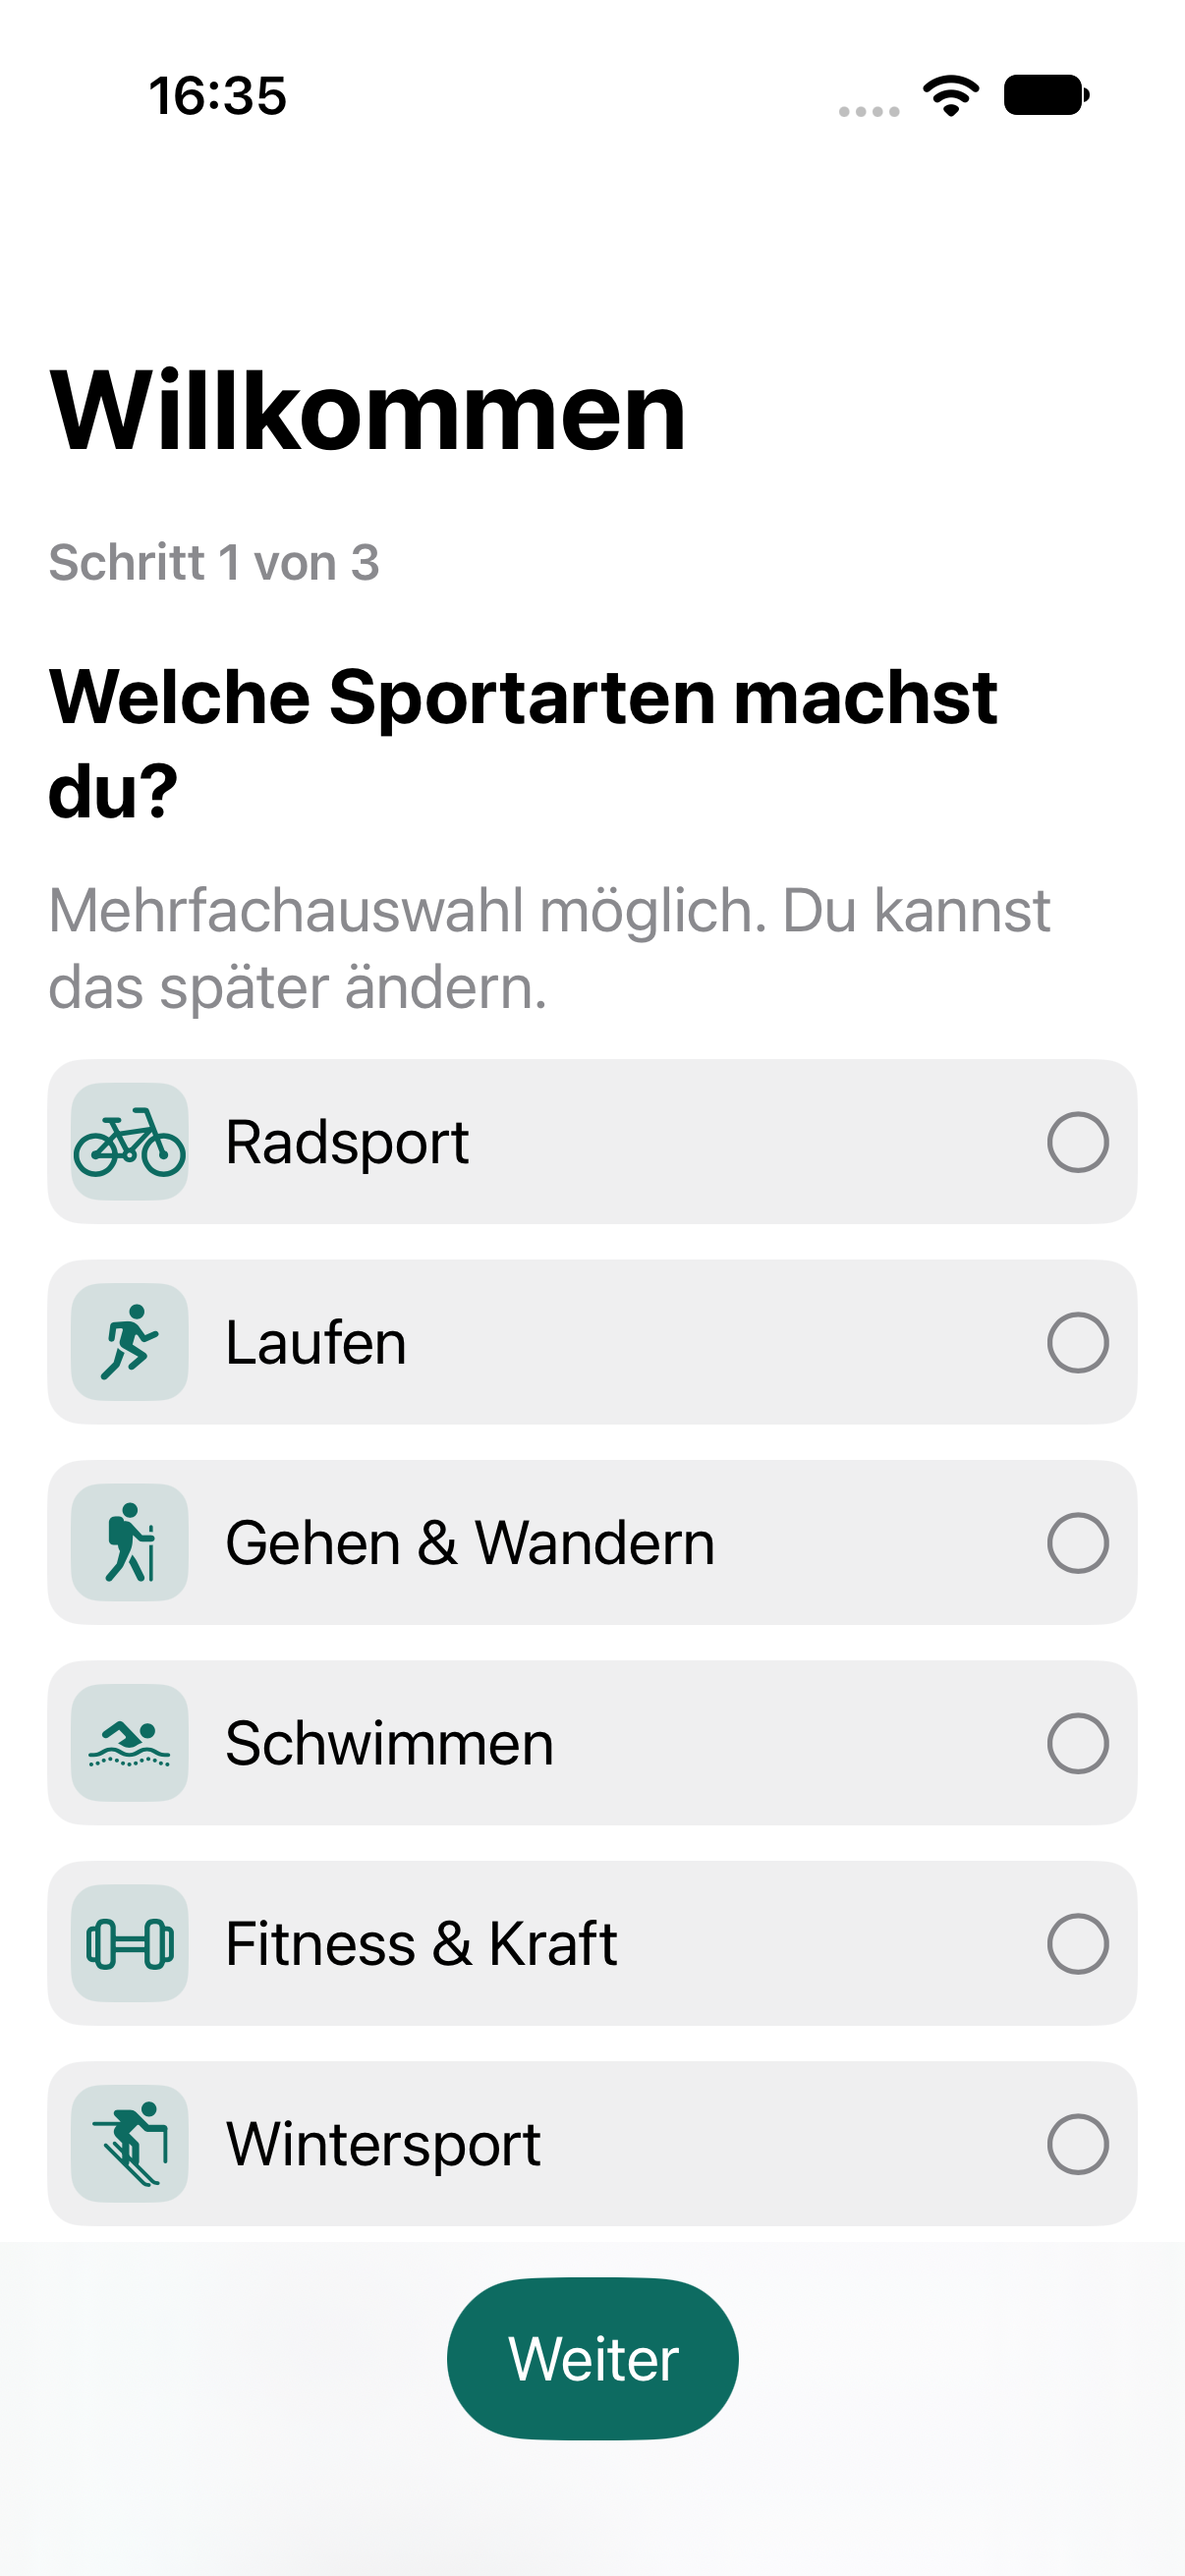 16:35
Willkommen
Schritt 1 von 3
Welche Sportarten machst
du?
Mehrfachauswahl möglich. Du kannst
das später ändern.
Radsport
Laufen
Gehen & Wandern
Schwimmen
Fitness & Kraft
Wintersport
Weiter